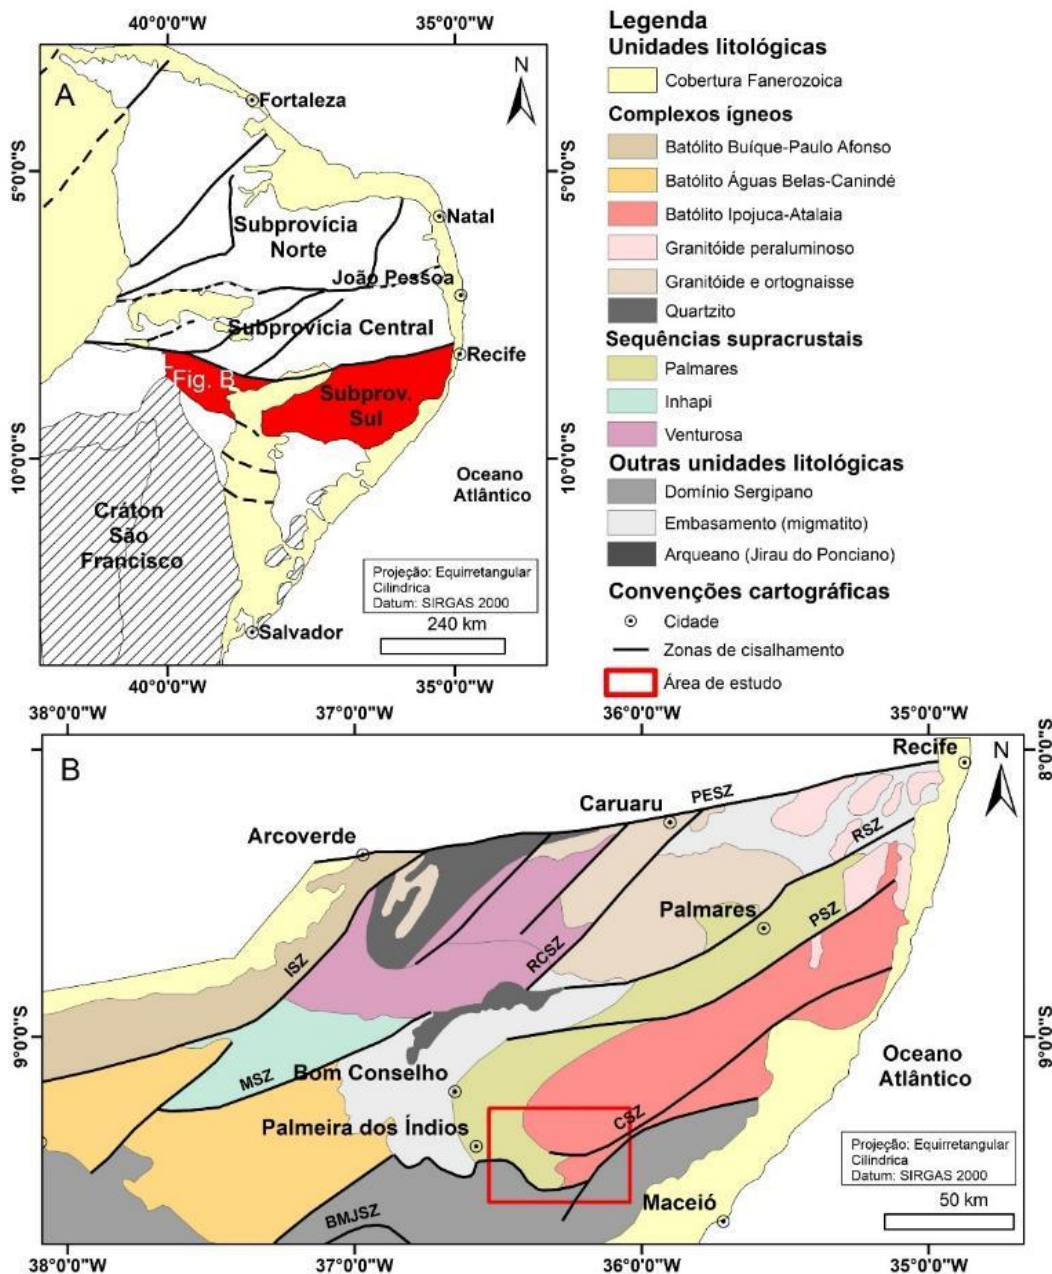 40°0'0"W
35°0'0"W
A
N
Fortaleza
5°0'0"S
5°0'0"S
Natal
Subprovícia
Norte
João Pessoa
Subprovícia Central
Recife
Fig. B
Subprov.
Sul
10°0'0"S
10°0'0"S
Oceano
Atlântico
Cráton
São
Francisco
Projeção: Equirretangular
Cilindrica
Datum: SIRGAS 2000
240 km
Salvador
40°0'0"W
35°0'0"W
Legenda
Unidades litológicas
Cobertura Fanerozoica
Complexos ígneos
Batólito Buíque-Paulo Afonso
Batólito Águas Belas-Canindé
Batólito Ipojuca-Atalaia
Granitóide peraluminoso
Granitóide e ortognaisse
Quartzito
Sequências supracrustais
Palmares
Inhapi
Venturosa
Outras unidades litológicas
Domínio Sergipano
Embasamento (migmatito)
Arqueano (Jirau do Ponciano)
Convenções cartográficas
Cidade
Zonas de cisalhamento
Área de estudo
38°0'0"W
37°0'0"W
36°0'0"W
35°0'0"W
B
Recife
8°0'0"S
N
PESZ
Caruaru
Arcoverde
RSZ
Palmares
PSZ
RCSZ
ISZ
9°0'0"S
9°0'0"S
Oceano
Atlântico
MSZ
Bom Conselho
CSZ
Palmeira dos Índios
Projeção: Equirretangular
Cilindrica
Datum: SIRGAS 2000
50 km
Maceió
BMJSZ
38°0'0"W
37°0'0"W
36°0'0"W
35°0'0"W